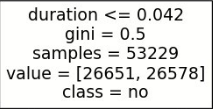 duration <= 0.042
gini = 0.5
samples = 53229
value = [26651, 26578]
class = no